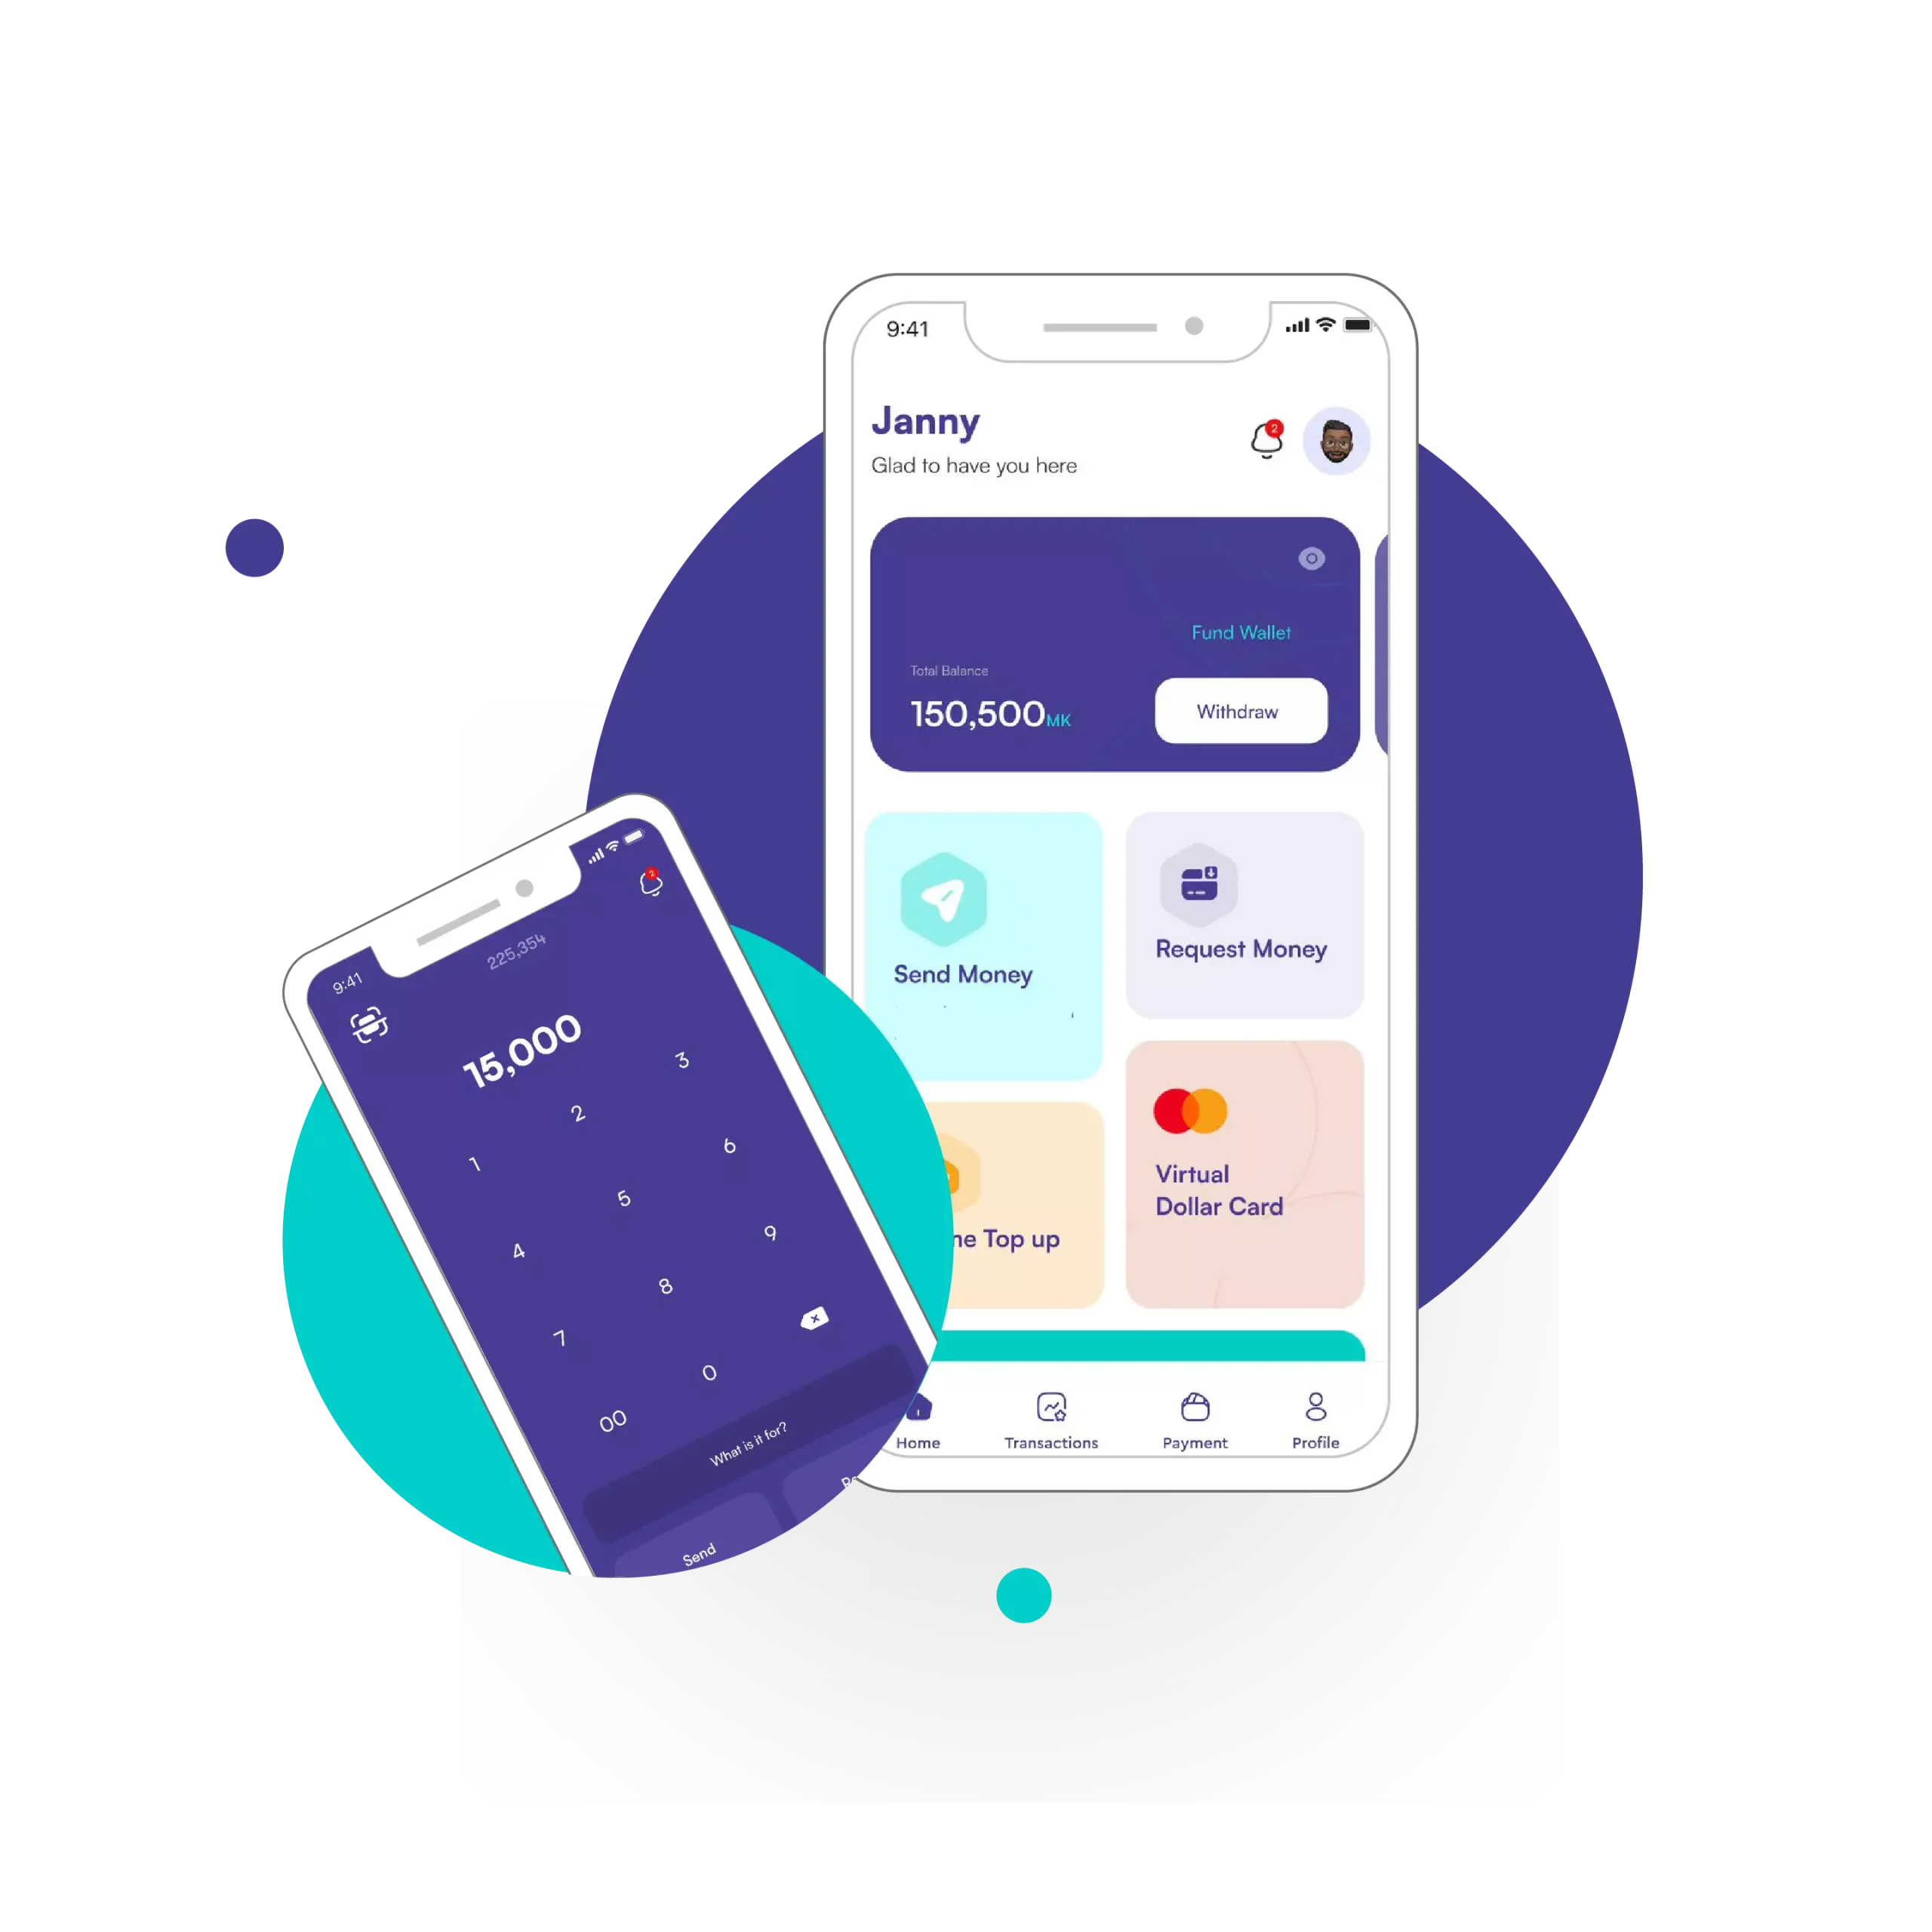 9:41
Janny
2
Glad to have you here
Fund Wallet
Total Balance
150,500MK
Withdraw
Send Money
Request Money
Virtual
Dollar Card
Top up
Home
Transactions
Payment
Profile
9:41
2
225,354
15,000
1 2 3
4 5 6
7 8 9
00 0
What is it for?
Send